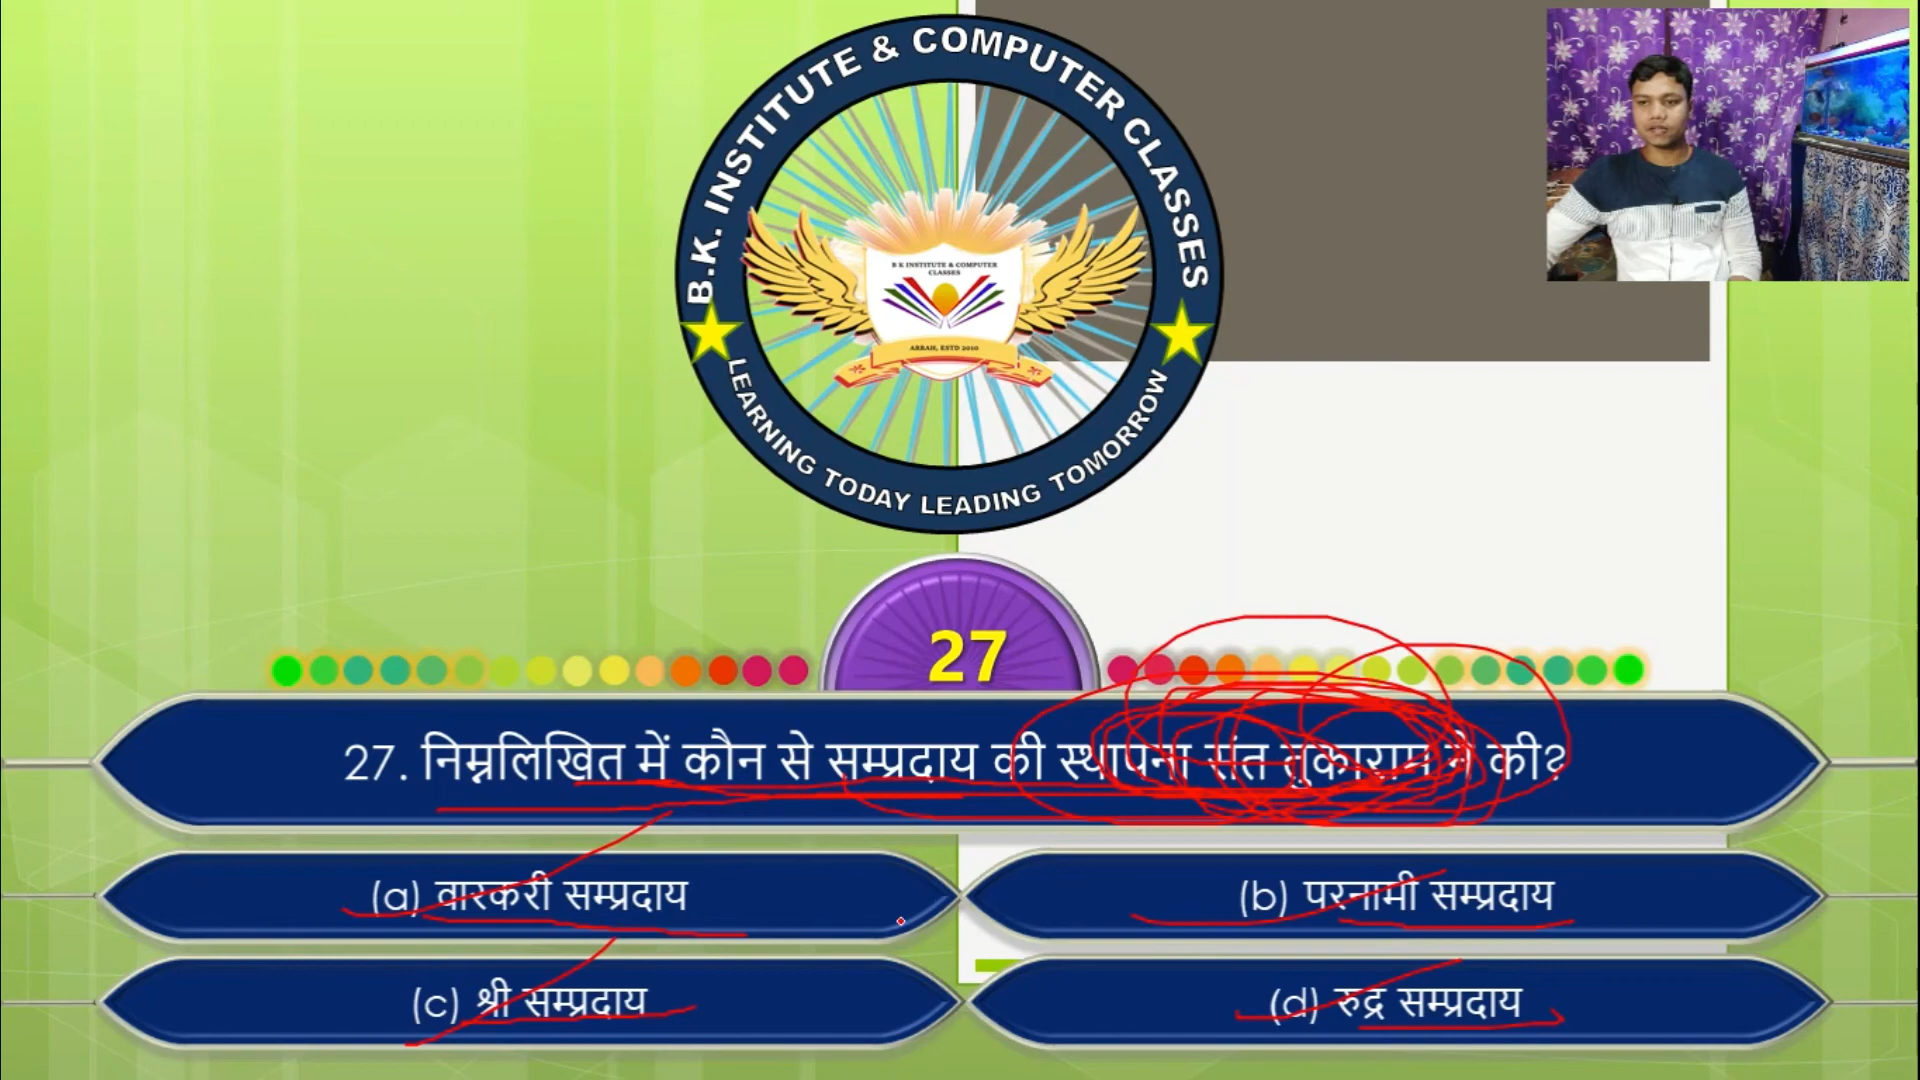 B.K. INSTITUTE & COMPUTER CLASSES
B K INSTITUTE & COMPUTER
CLASSES
ARRAH, ESTD 2010
LEARNING TODAY LEADING TOMORROW
27
27. निम्नलिखित में कौन से सम्प्रदाय की स्थापना संत तुकाराम ने की?
(a) वारकरी सम्प्रदाय
(b) परनामी सम्प्रदाय
(c) श्री सम्प्रदाय
(d) रुद्र सम्प्रदाय